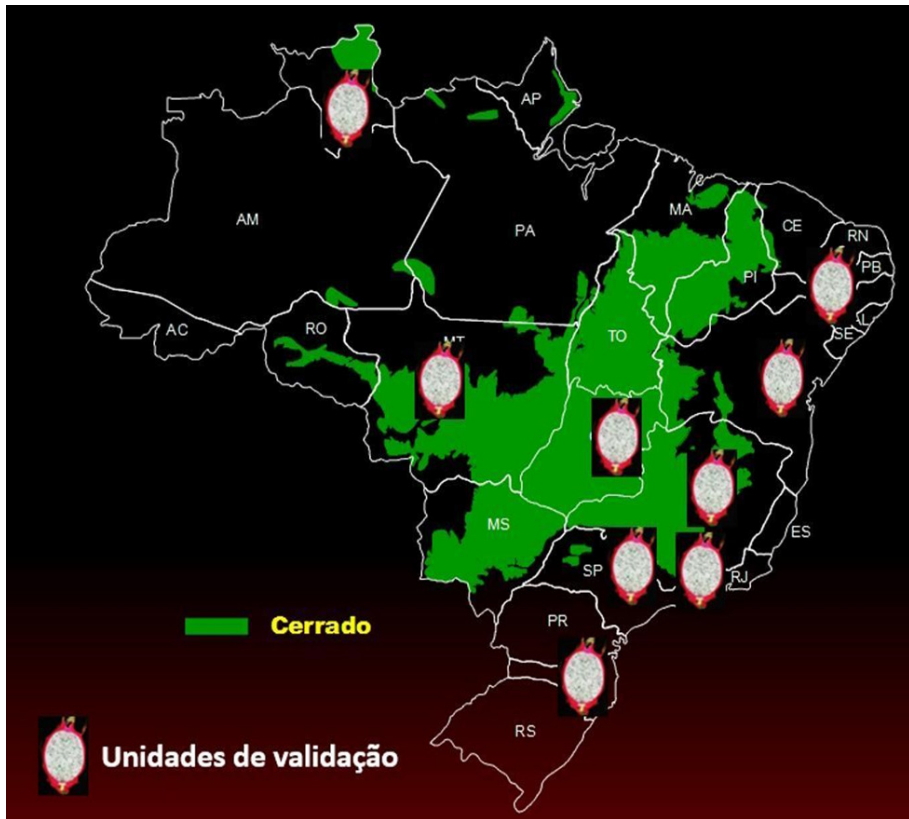 AP
AM
PA
MA
CE
RN
PB
PI
AC
RO
TO
SE
MS
ES
SP
RJ
PR
Cerrado
RS
Unidades de validação